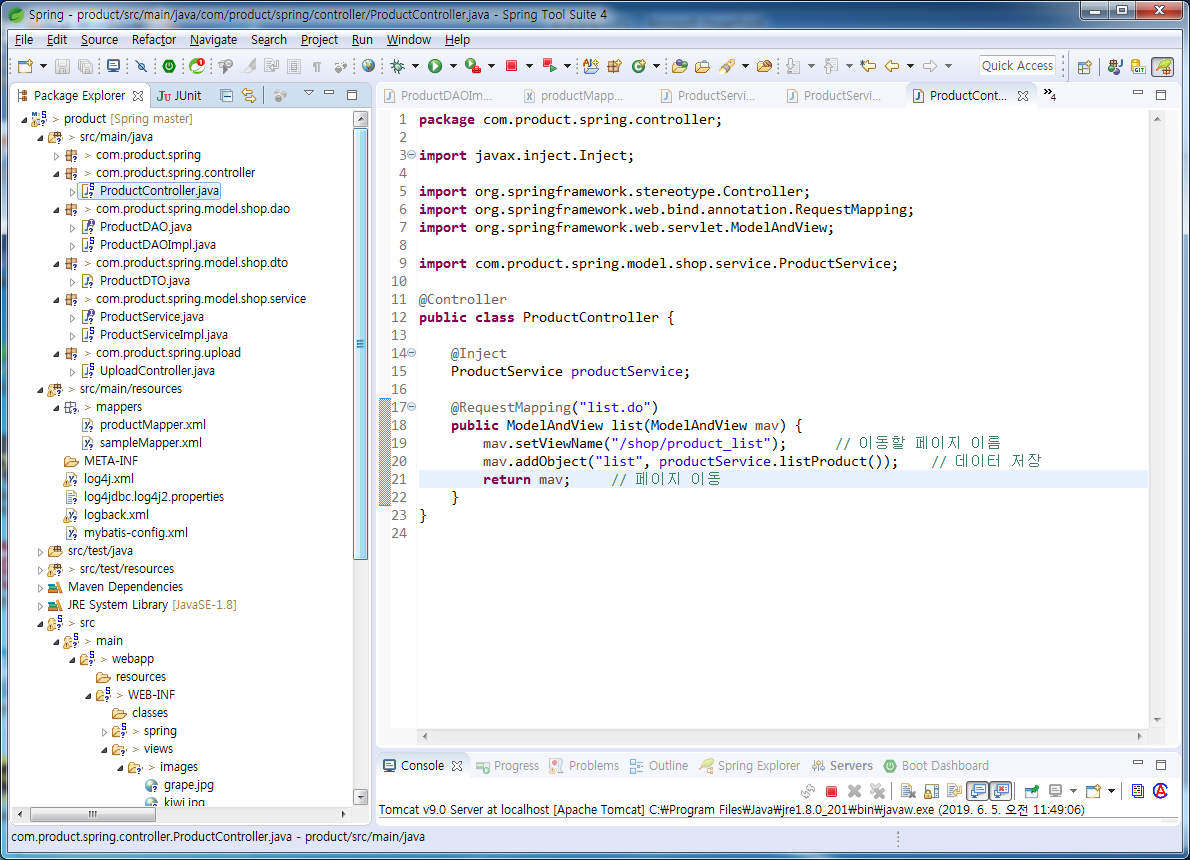 Spring - product/src/main/java/com/product/spring/controller/ProductController.java - Spring Tool Suite 4
File Edit Source Refactor Navigate Search Project Run Window Help
Quick Access
Package Explorer JUnit
ProductDAOIm... productMapp... ProductServi... ProductServi... ProductCont... »4
product [Spring master]
src/main/java
com.product.spring
com.product.spring.controller
ProductController.java
com.product.spring.model.shop.dao
ProductDAO.java
ProductDAOImpl.java
com.product.spring.model.shop.dto
ProductDTO.java
com.product.spring.model.shop.service
ProductService.java
ProductServiceImpl.java
com.product.spring.upload
UploadController.java
src/main/resources
mappers
productMapper.xml
sampleMapper.xml
META-INF
log4j.xml
log4jdbc.log4j2.properties
logback.xml
mybatis-config.xml
src/test/java
src/test/resources
Maven Dependencies
JRE System Library [JavaSE-1.8]
src
main
webapp
resources
WEB-INF
classes
spring
views
images
grape.jpg
kiwi.jpg
1 package com.product.spring.controller;
2
3 import javax.inject.Inject;
4
5 import org.springframework.stereotype.Controller;
6 import org.springframework.web.bind.annotation.RequestMapping;
7 import org.springframework.web.servlet.ModelAndView;
8
9 import com.product.spring.model.shop.service.ProductService;
10
11 @Controller
12 public class ProductController {
13
14 @Inject
15 ProductService productService;
16
17 @RequestMapping("list.do")
18 public ModelAndView list(ModelAndView mav) {
19 mav.setViewName("/shop/product_list"); // 이동할 페이지 이름
20 mav.addObject("list", productService.listProduct()); // 데이터 저장
21 return mav; // 페이지 이동
22 }
23 }
24
Console Progress Problems Outline Spring Explorer Servers Boot Dashboard
Tomcat v9.0 Server at localhost [Apache Tomcat] C:₩Program Files₩Java₩jre1.8.0_201₩bin₩javaw.exe (2019. 6. 5. 오전 11:49:06)
com.product.spring.controller.ProductController.java - product/src/main/java